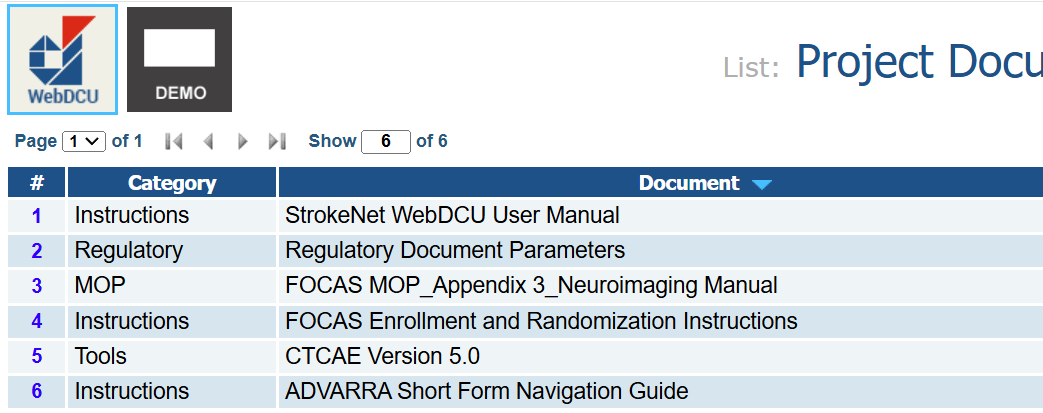 WebDCU
DEMO
List: Project Docu
Page 1 of 1 Show 6 of 6
# Category Document
1 Instructions StrokeNet WebDCU User Manual
2 Regulatory Regulatory Document Parameters
3 MOP FOCAS MOP_Appendix 3_Neuroimaging Manual
4 Instructions FOCAS Enrollment and Randomization Instructions
5 Tools CTCAE Version 5.0
6 Instructions ADVARRA Short Form Navigation Guide